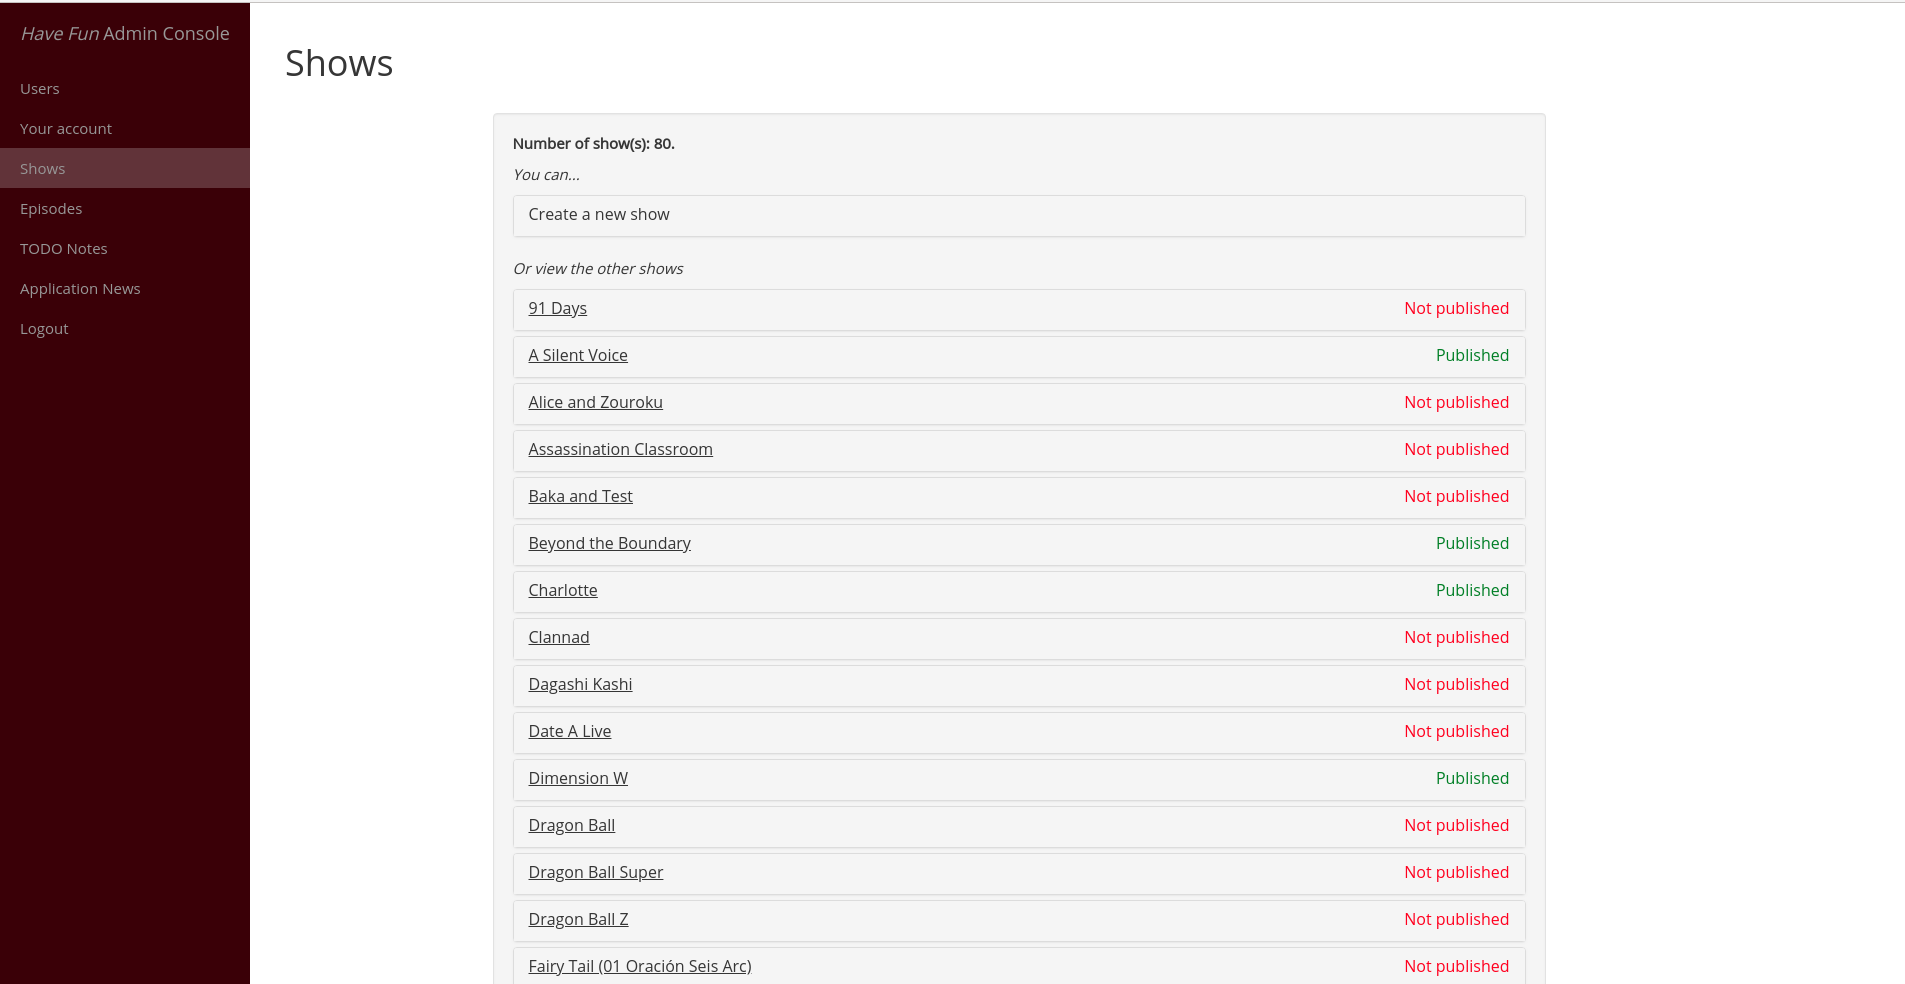 Have Fun Admin Console
Users
Your account
Shows
Episodes
TODO Notes
Application News
Logout
Shows
Number of show(s): 80.
You can...
Create a new show
Or view the other shows
91 Days Not published
A Silent Voice Published
Alice and Zouroku Not published
Assassination Classroom Not published
Baka and Test Not published
Beyond the Boundary Published
Charlotte Published
Clannad Not published
Dagashi Kashi Not published
Date A Live Not published
Dimension W Published
Dragon Ball Not published
Dragon Ball Super Not published
Dragon Ball Z Not published
Fairy Tail (01 Oración Seis Arc) Not published